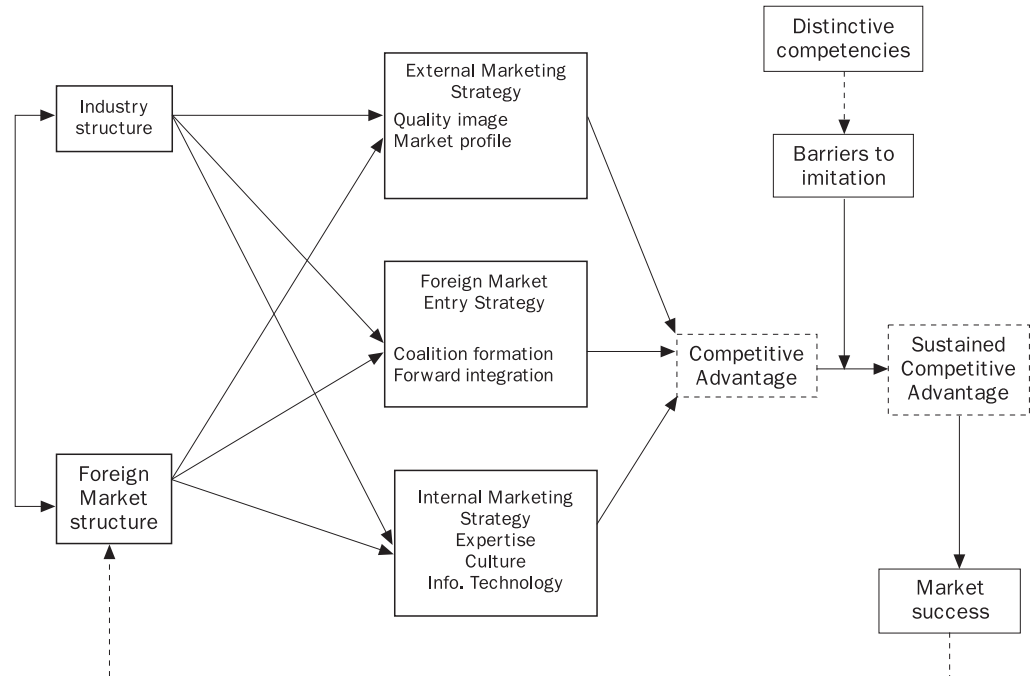 Industry
structure
Foreign
Market
structure
External Marketing
Strategy
Quality image
Market profile
Foreign Market
Entry Strategy
Coalition formation
Forward integration
Internal Marketing
Strategy
Expertise
Culture
Info. Technology
Competitive
Advantage
Distinctive
competencies
Barriers to
imitation
Sustained
Competitive
Advantage
Market
success